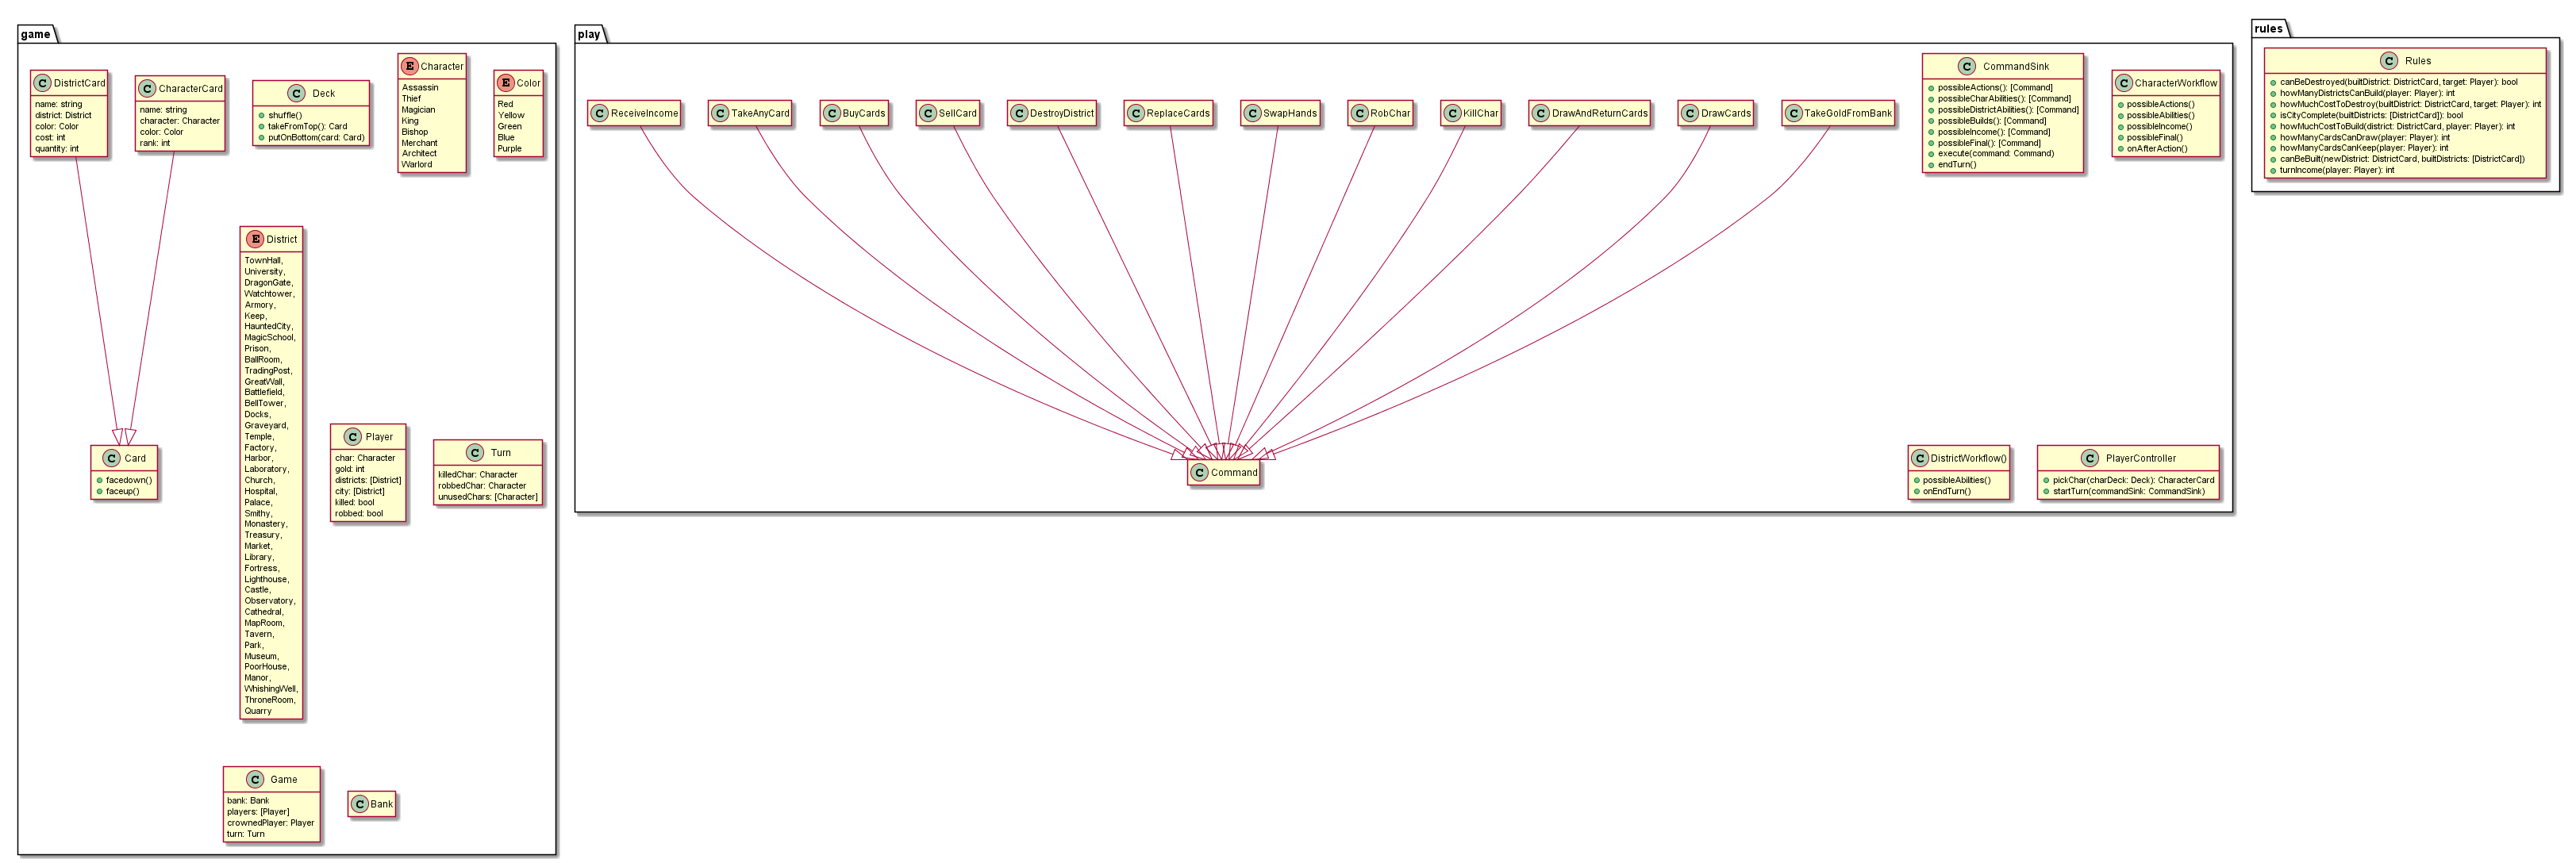 game
C DistrictCard
name: string
district: District
color: Color
cost: int
quantity: int
C CharacterCard
name: string
character: Character
color: Color
rank: int
C Deck
shuffle()
takeFromTop(): Card
putOnBottom(card: Card)
E Character
Assassin
Thief
Magician
King
Bishop
Merchant
Architect
Warlord
E Color
Red
Yellow
Green
Blue
Purple
E District
TownHall,
University,
DragonGate,
Watchtower,
Armory,
Keep,
HauntedCity,
MagicSchool,
Prison,
BallRoom,
TradingPost,
GreatWall,
Battlefield,
BellTower,
Docks,
Graveyard,
Temple,
Factory,
Harbor,
Laboratory,
Church,
Hospital,
Palace,
Smithy,
Monastery,
Treasury,
Market,
Library,
Fortress,
Lighthouse,
Castle,
Observatory,
Cathedral,
MapRoom,
Tavern,
Park,
Museum,
PoorHouse,
Manor,
WhishingWell,
ThroneRoom,
Quarry
C Card
facedown()
faceup()
C Player
char: Character
gold: int
districts: [District]
city: [District]
killed: bool
robbed: bool
C Turn
killedChar: Character
robbedChar: Character
unusedChars: [Character]
C Game
bank: Bank
players: [Player]
crownedPlayer: Player
turn: Turn
C Bank
play
C ReceiveIncome
C TakeAnyCard
C BuyCards
C SellCard
C DestroyDistrict
C ReplaceCards
C SwapHands
C RobChar
C KillChar
C DrawAndReturnCards
C DrawCards
C TakeGoldFromBank
C CommandSink
possibleActions(): [Command]
possibleCharAbilities(): [Command]
possibleDistrictAbilities(): [Command]
possibleBuilds(): [Command]
possibleIncome(): [Command]
possibleFinal(): [Command]
execute(command: Command)
endTurn()
C CharacterWorkflow
possibleActions()
possibleAbilities()
possibleIncome()
possibleFinal()
onAfterAction()
C Command
C DistrictWorkflow()
possibleAbilities()
onEndTurn()
C PlayerController
pickChar(charDeck: Deck): CharacterCard
startTurn(commandSink: CommandSink)
rules
C Rules
canBeDestroyed(builtDistrict: DistrictCard, target: Player): bool
howManyDistrictsCanBuild(player: Player): int
howMuchCostToDestroy(builtDistrict: DistrictCard, target: Player): int
isCityComplete(builtDistricts: [DistrictCard]): bool
howMuchCostToBuild(district: DistrictCard, player: Player): int
howManyCardsCanDraw(player: Player): int
howManyCardsCanKeep(player: Player): int
canBeBuilt(newDistrict: DistrictCard, builtDistricts: [DistrictCard])
turnIncome(player: Player): int